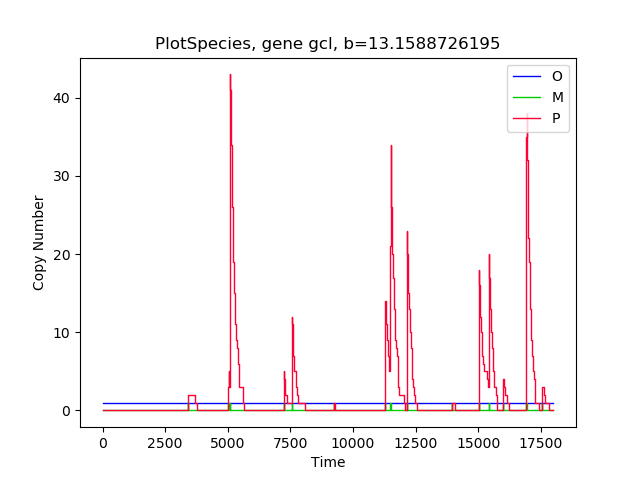 PlotSpecies, gene gcl, b=13.1588726195
O
M
P
40
30
20
10
0
Copy Number
0 2500 5000 7500 10000 12500 15000 17500
Time